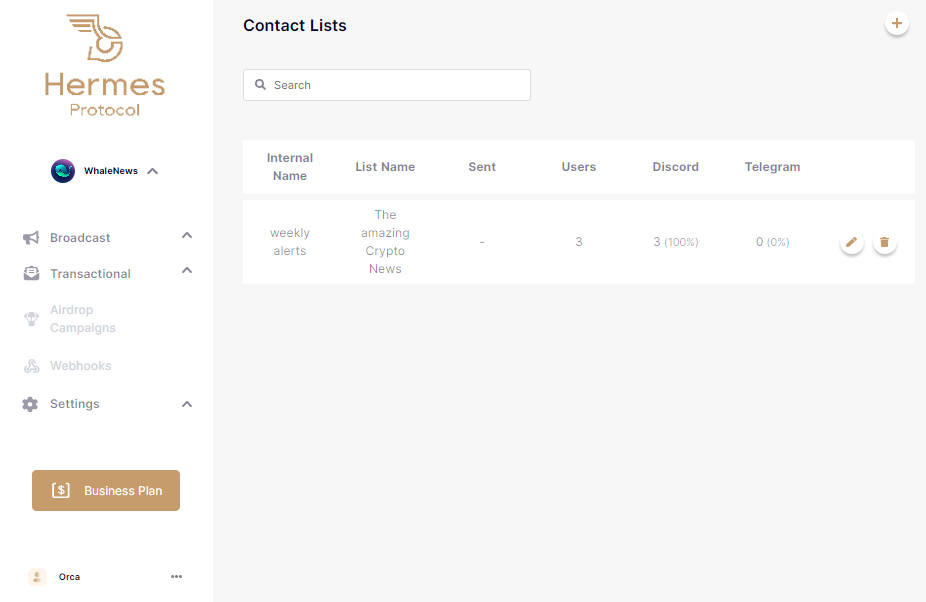 Hermes
Protocol
WhaleNews
Broadcast
Transactional
Airdrop
Campaigns
Webhooks
Settings
$ Business Plan
Orca
Contact Lists
Search
Internal
Name
List Name
Sent
Users
Discord
Telegram
weekly
alerts
The
amazing
Crypto
News
-
3
3 (100%)
0 (0%)